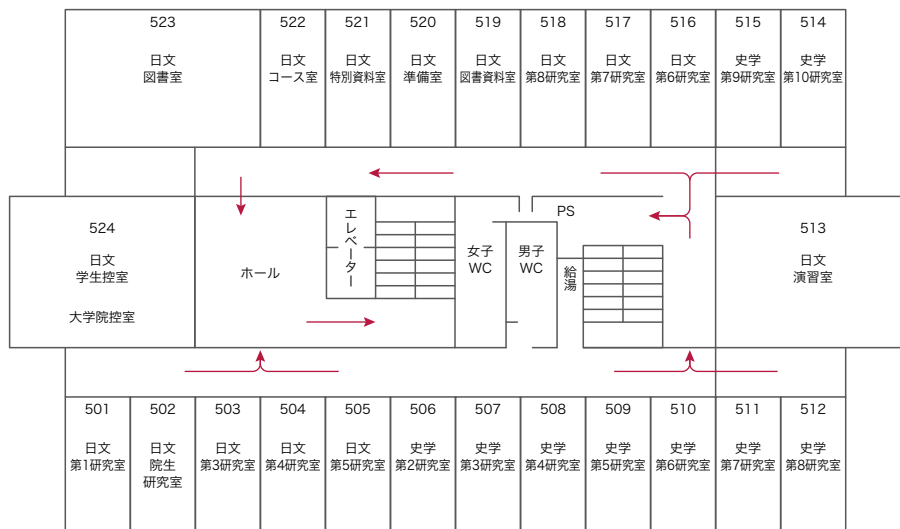 523
日文
図書室
522
日文
コース室
521
日文
特別資料室
520
日文
準備室
519
日文
図書資料室
518
日文
第8研究室
517
日文
第7研究室
516
日文
第6研究室
515
史学
第9研究室
514
史学
第10研究室
524
日文
学生控室
大学院控室
ホール
エレベーター
女子
WC
男子
WC
PS
給湯
513
日文
演習室
501
日文
第1研究室
502
日文
院生
研究室
503
日文
第3研究室
504
日文
第4研究室
505
日文
第5研究室
506
史学
第2研究室
507
史学
第3研究室
508
史学
第4研究室
509
史学
第5研究室
510
史学
第6研究室
511
史学
第7研究室
512
史学
第8研究室